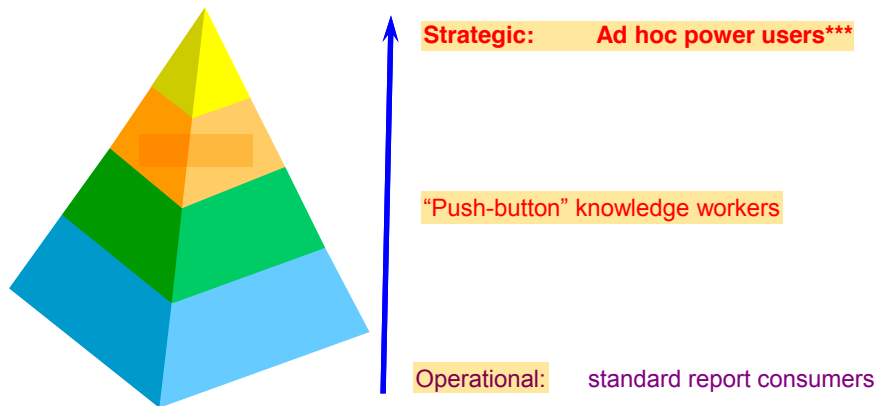 Strategic: Ad hoc power users***
“Push-button” knowledge workers
Operational: standard report consumers